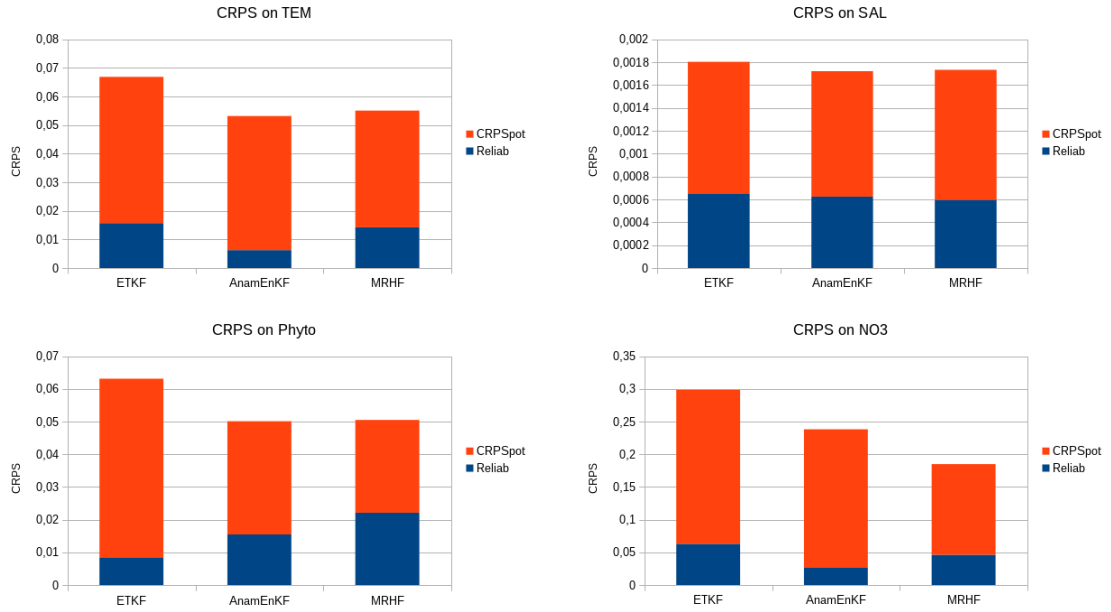 CRPS on TEM
CRPS
0,08
0,07
0,06
0,05
0,04
0,03
0,02
0,01
0
ETKF
AnamEnKF
MRHF
CRPSpot
Reliab
CRPS on SAL
CRPS
0,002
0,0018
0,0016
0,0014
0,0012
0,001
0,0008
0,0006
0,0004
0,0002
0
ETKF
AnamEnKF
MRHF
CRPSpot
Reliab
CRPS on Phyto
CRPS
0,07
0,06
0,05
0,04
0,03
0,02
0,01
0
ETKF
AnamEnKF
MRHF
CRPSpot
Reliab
CRPS on NO3
CRPS
0,35
0,3
0,25
0,2
0,15
0,1
0,05
0
ETKF
AnamEnKF
MRHF
CRPSpot
Reliab